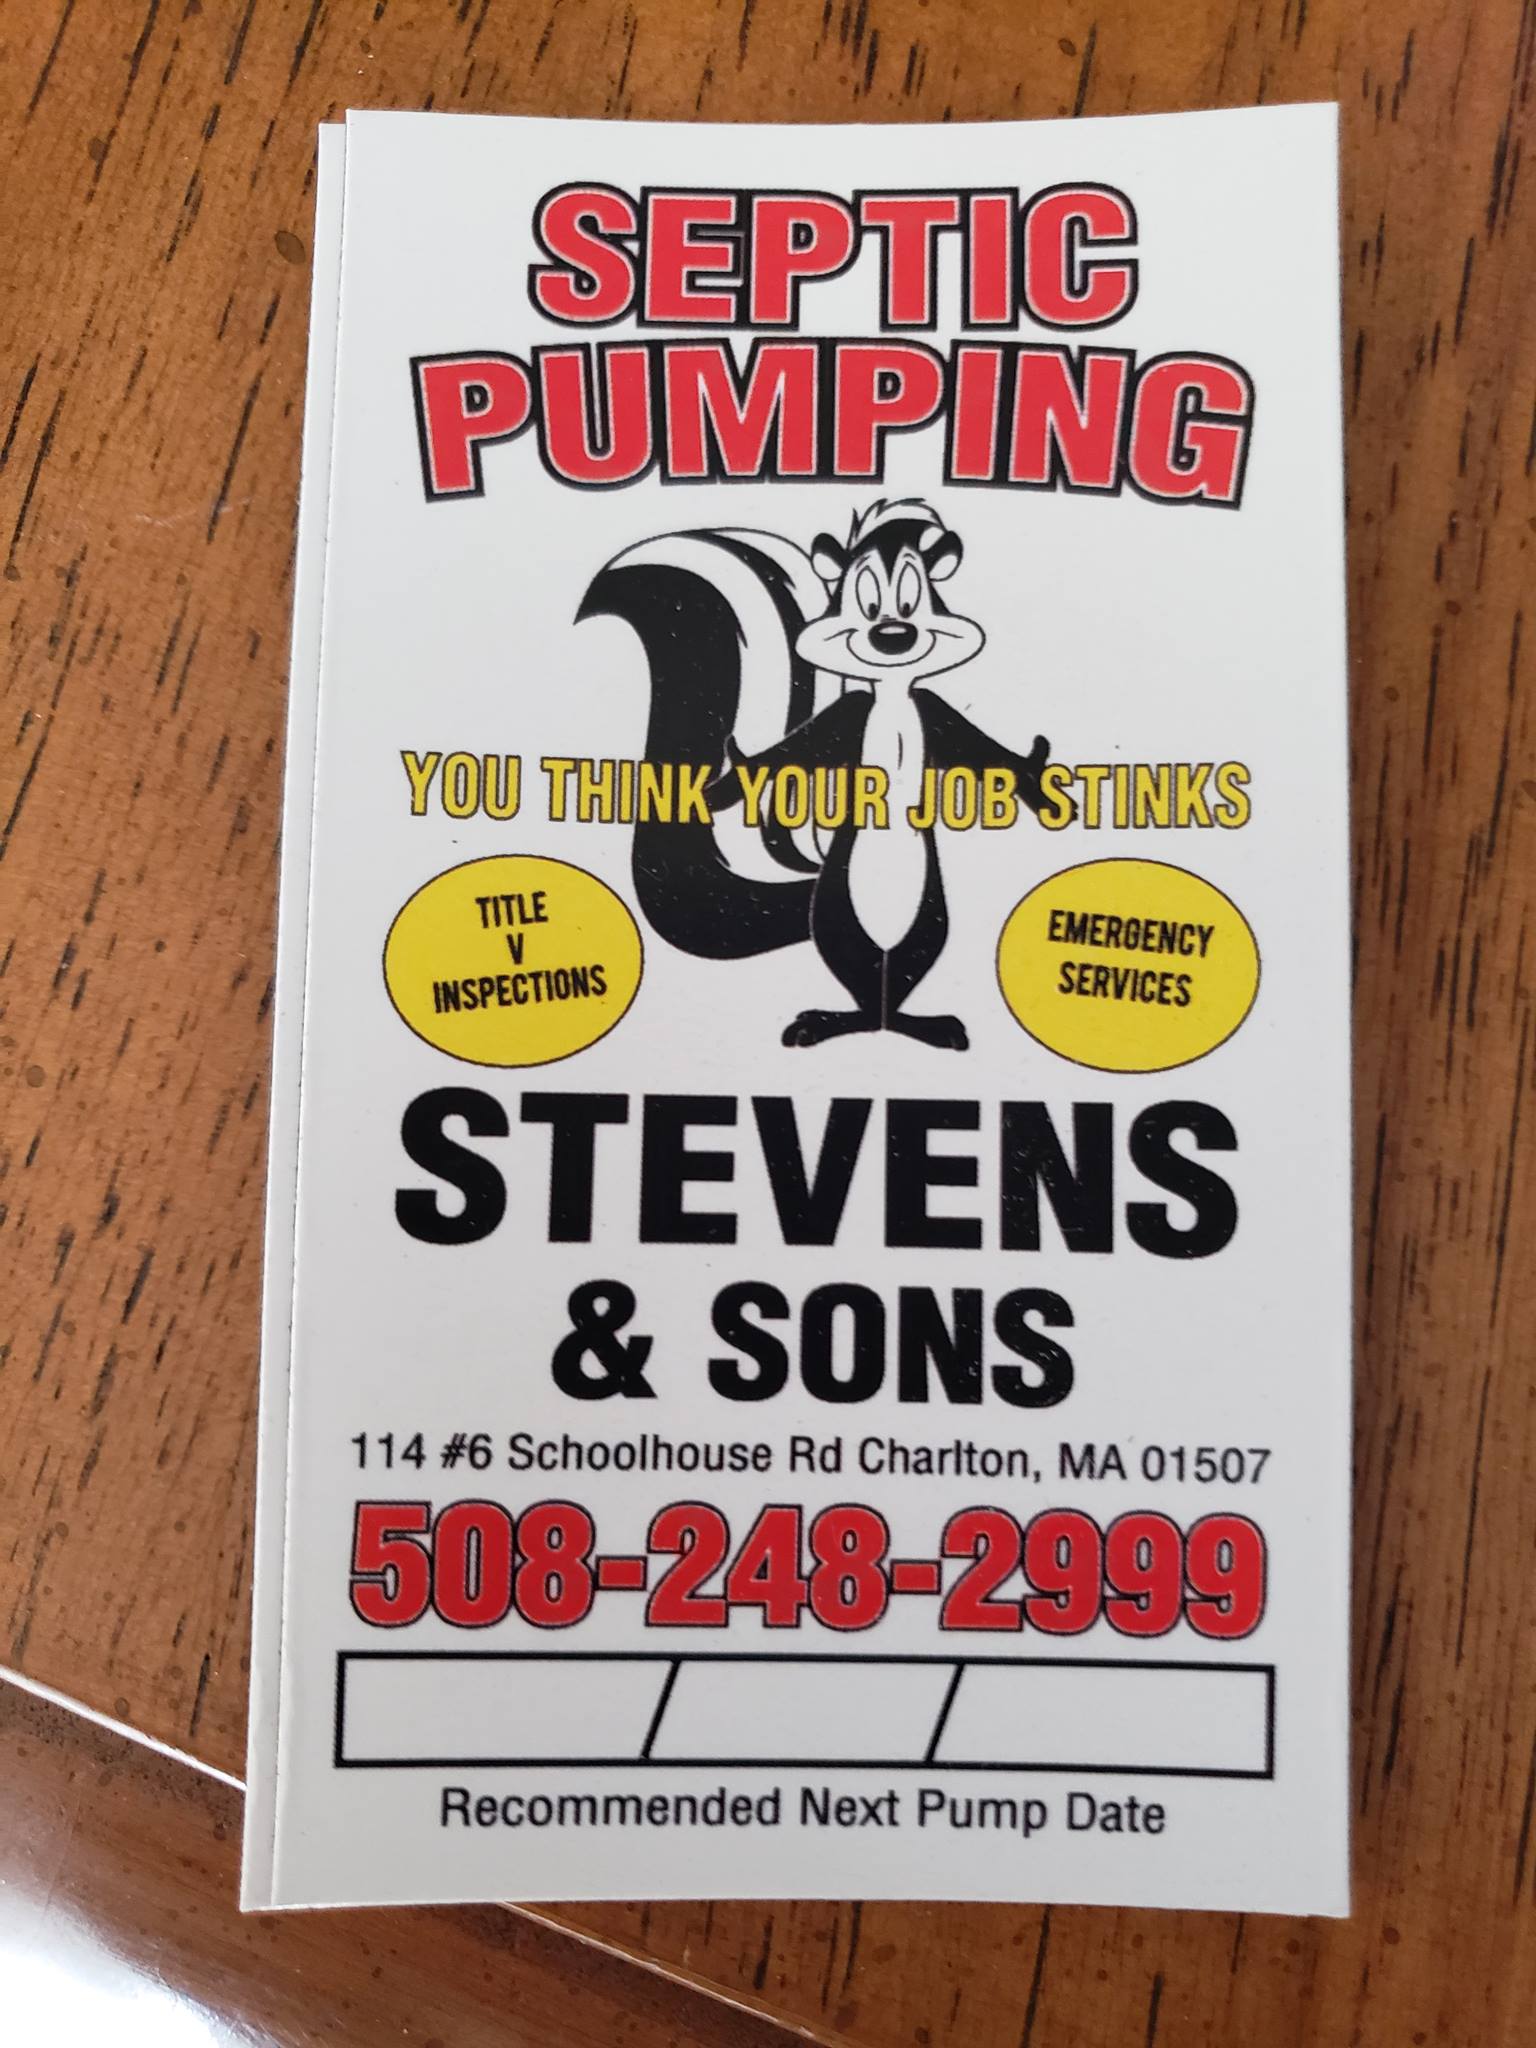 SEPTIC
PUMPING
YOU THINK YOUR JOB STINKS
TITLE
V
INSPECTIONS
EMERGENCY
SERVICES
STEVENS
& SONS
114 #6 Schoolhouse Rd Charlton, MA 01507
508-248-2999
Recommended Next Pump Date